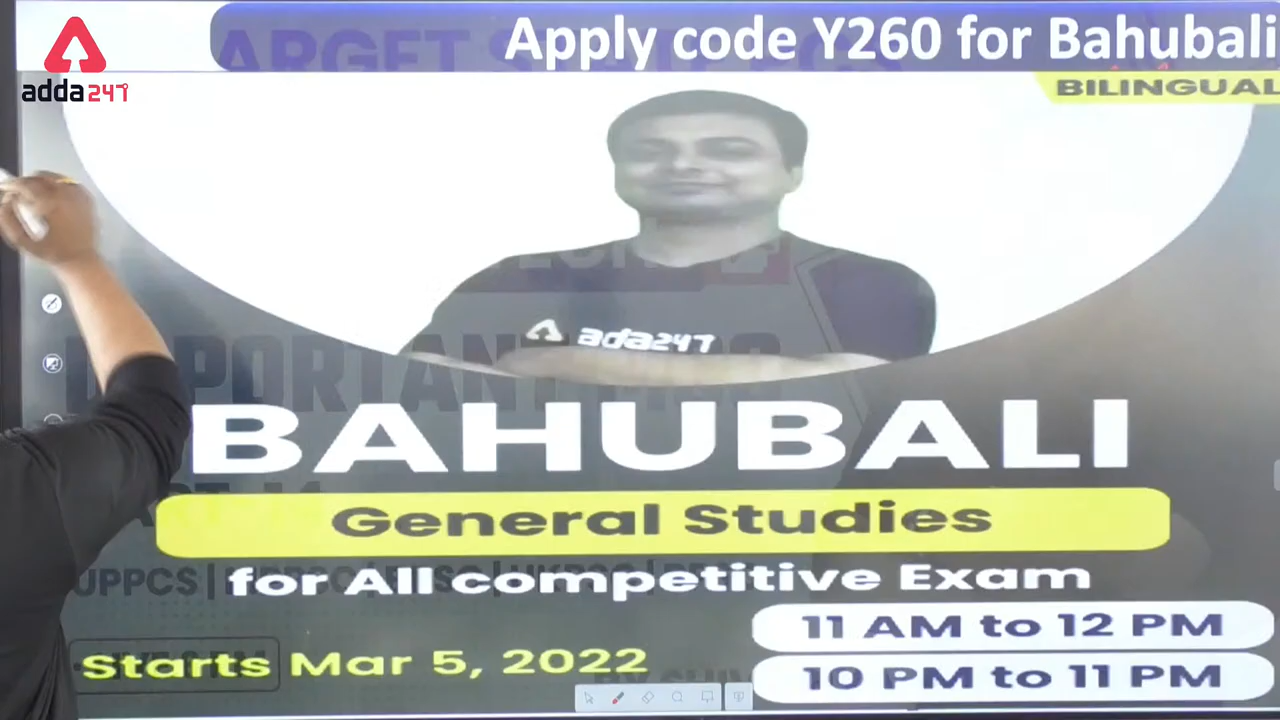 Apply code Y260 for Bahubali
adda247
BILINGUAL
adda247
BAHUBALI
General Studies
for All competitive Exam
11 AM to 12 PM
Starts Mar 5, 2022
10 PM to 11 PM